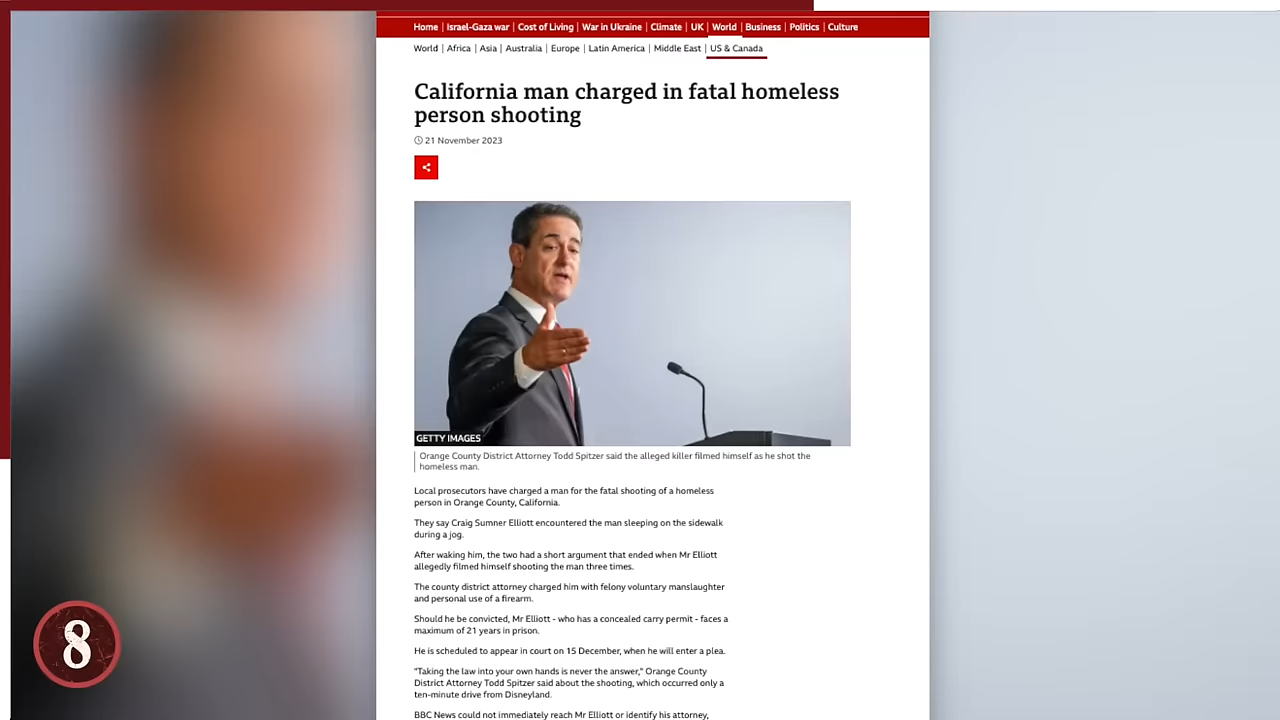 Home | Israel-Gaza war | Cost of Living | War in Ukraine | Climate | UK | World | Business | Politics | Culture
World | Africa | Asia | Australia | Europe | Latin America | Middle East | US & Canada
California man charged in fatal homeless
person shooting
21 November 2023
GETTY IMAGES
Orange County District Attorney Todd Spitzer said the alleged killer filmed himself as he shot the
homeless man.
Local prosecutors have charged a man for the fatal shooting of a homeless
person in Orange County, California.
They say Craig Sumner Elliott encountered the man sleeping on the sidewalk
during a jog.
After waking him, the two had a short argument that ended when Mr Elliott
allegedly filmed himself shooting the man three times.
The county district attorney charged him with felony voluntary manslaughter
and personal use of a firearm.
Should he be convicted, Mr Elliott - who has a concealed carry permit - faces a
maximum of 21 years in prison.
He is scheduled to appear in court on 15 December, when he will enter a plea.
"Taking the law into your own hands is never the answer," Orange County
District Attorney Todd Spitzer said about the shooting, which occurred only a
ten-minute drive from Disneyland.
BBC News could not immediately reach Mr Elliott or identify his attorney,
8